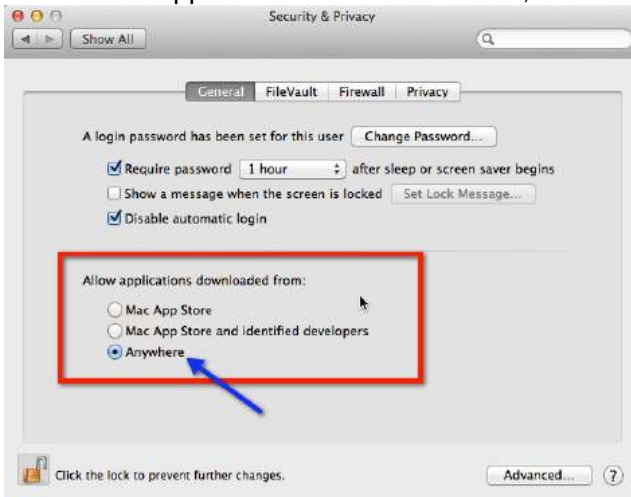 Security & Privacy
Show All
General FileVault Firewall Privacy
A login password has been set for this user Change Password...
Require password 1 hour after sleep or screen saver begins
Show a message when the screen is locked Set Lock Message...
Disable automatic login
Allow applications downloaded from:
Mac App Store
Mac App Store and identified developers
Anywhere
Click the lock to prevent further changes. Advanced... ?